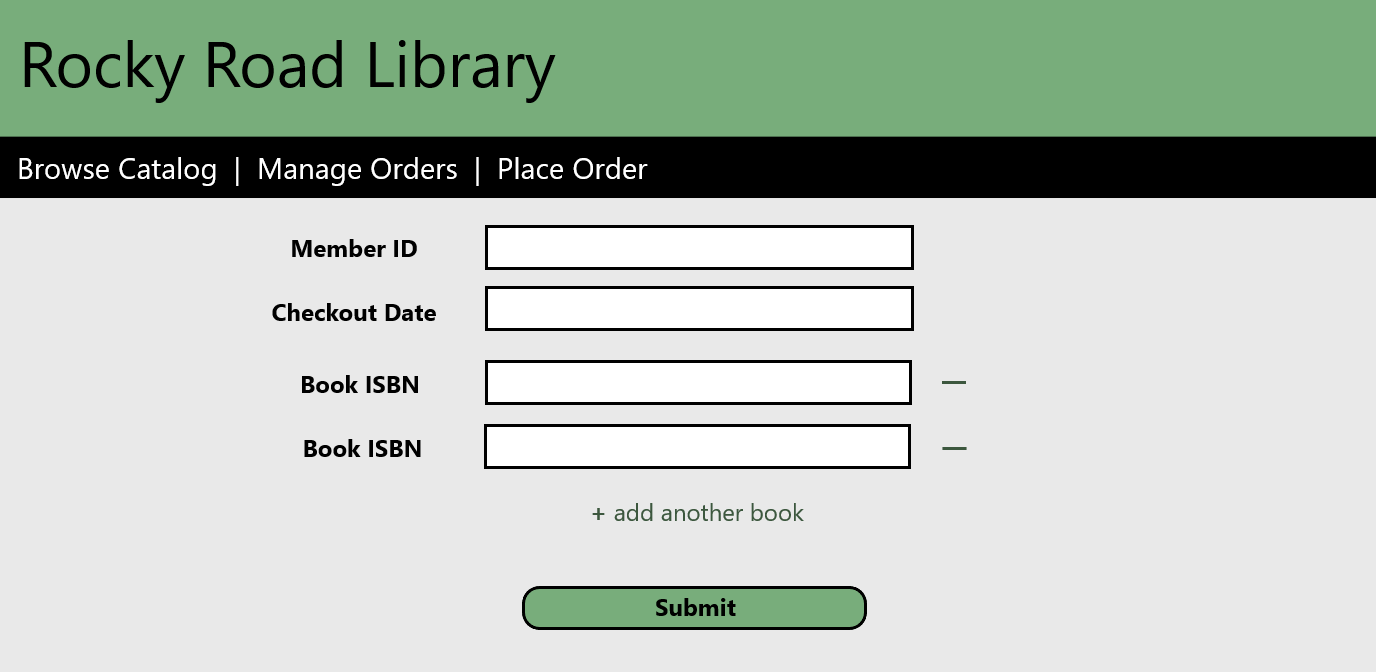 Rocky Road Library
Browse Catalog | Manage Orders | Place Order
Member ID
Checkout Date
Book ISBN —
Book ISBN —
+ add another book
Submit